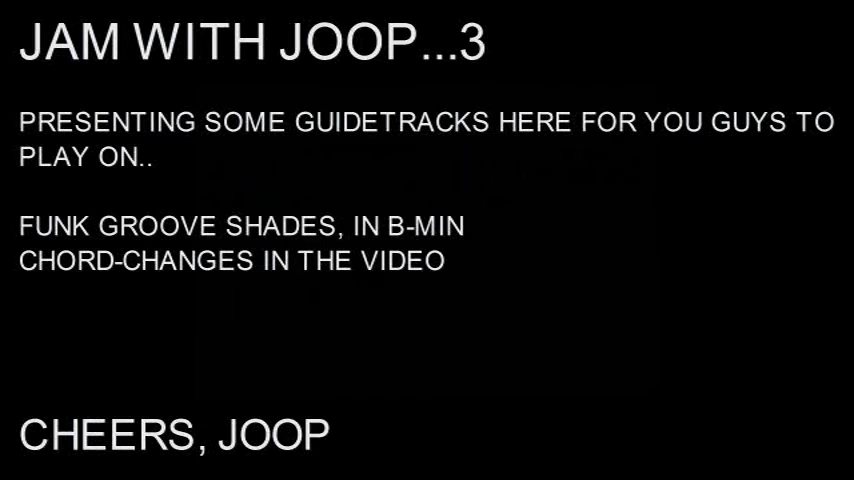 JAM WITH JOOP...3
PRESENTING SOME GUIDETRACKS HERE FOR YOU GUYS TO
PLAY ON..
FUNK GROOVE SHADES, IN B-MIN
CHORD-CHANGES IN THE VIDEO
CHEERS, JOOP